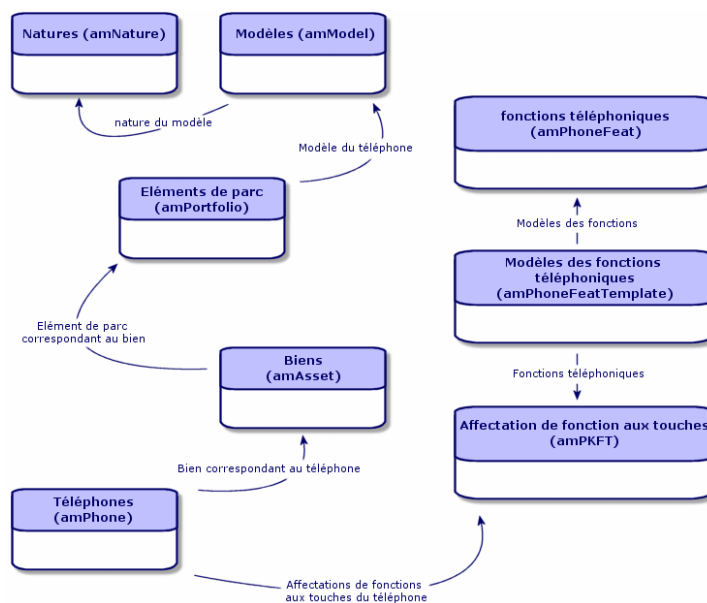 Natures (amNature)
Modèles (amModel)
nature du modèle
Modèle du téléphone
fonctions téléphoniques
(amPhoneFeat)
Eléments de parc
(amPortfolio)
Modèles des fonctions
Modèles des fonctions
téléphoniques
(amPhoneFeatTemplate)
Elément de parc
correspondant au bien
Biens
(amAsset)
Fonctions téléphoniques
Affectation de fonction aux touches
(amPKFT)
Bien correspondant au téléphone
Téléphones
(amPhone)
Affectations de fonctions
aux touches du téléphone